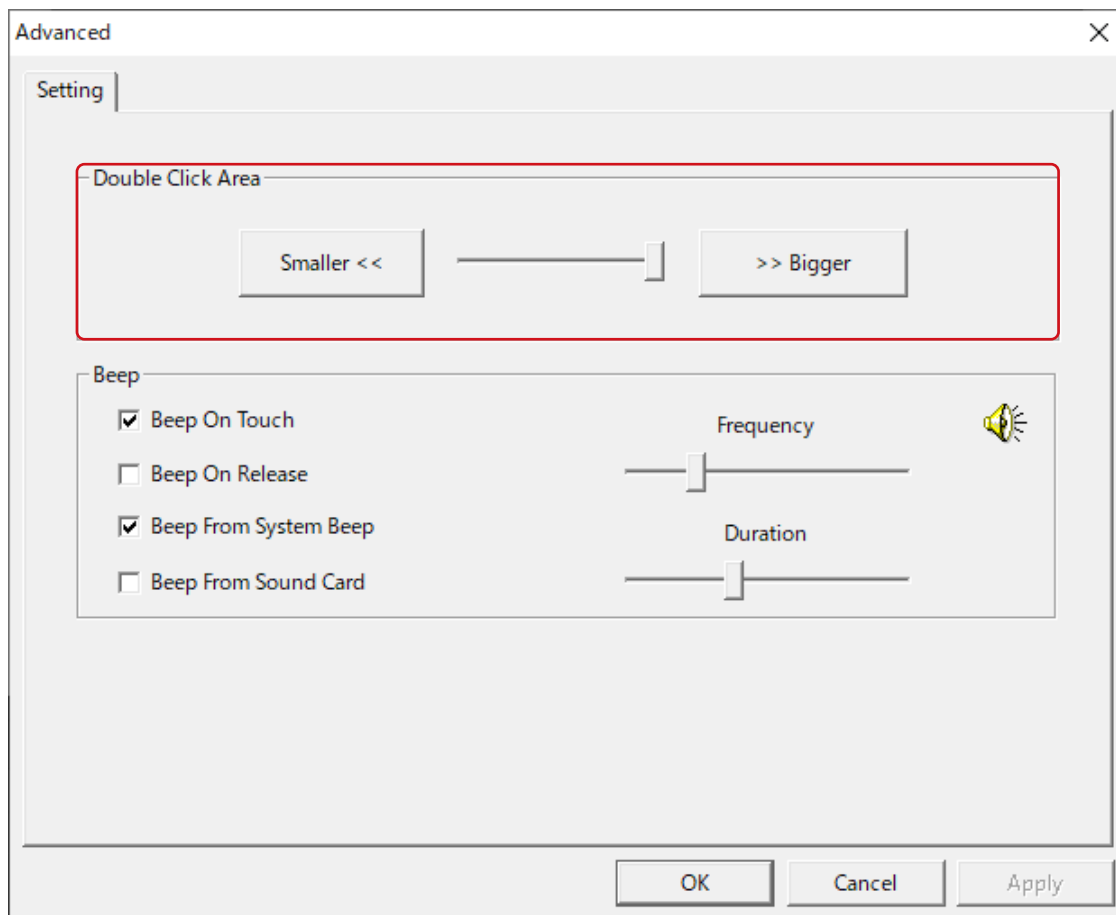 Advanced
Setting
Double Click Area
Smaller << >> Bigger
Beep
Beep On Touch
Frequency
Beep On Release
Beep From System Beep
Duration
Beep From Sound Card
OK Cancel Apply